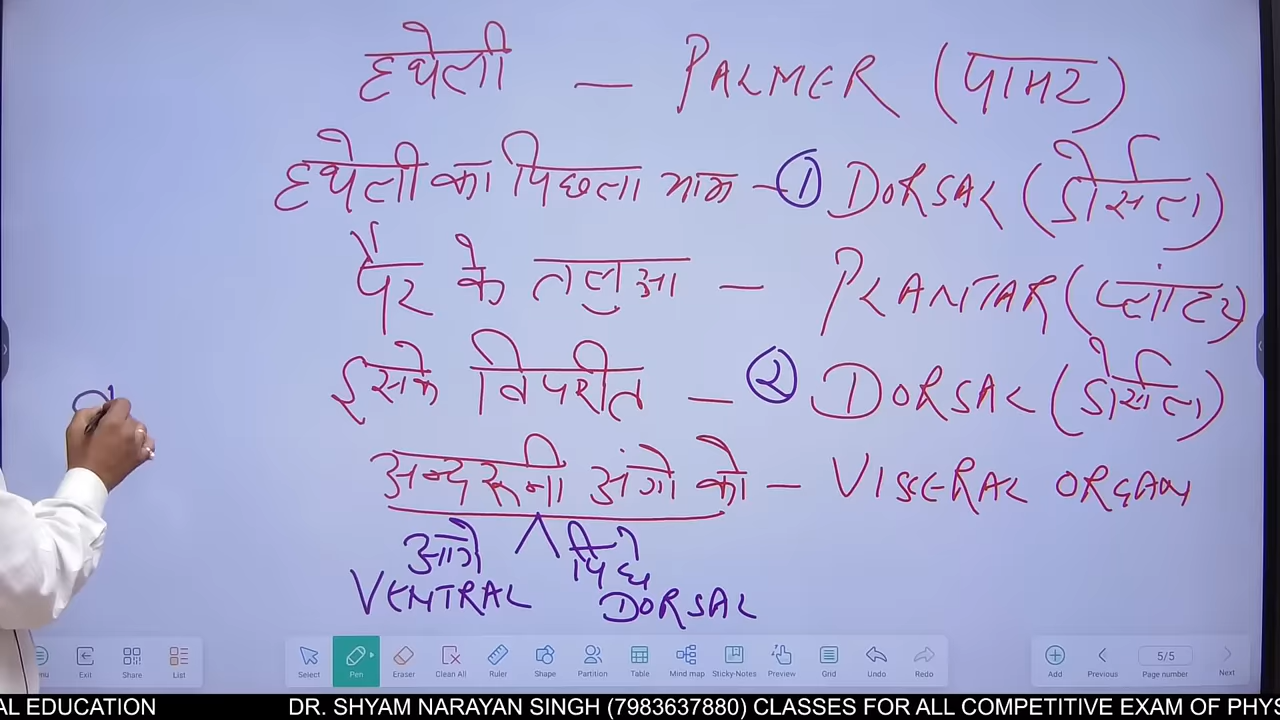 हथेली – PALMER (पामर)
हथेली का पिछला भाग – ① DORSAL (डोर्सल)
पैर के तलुआ – PLANTAR (प्लांटर)
इसके विपरीत – ② DORSAL (डोर्सल)
अन्दरूनी अंगो को – VISCERAL ORGAN
आगे पिछे
VENTRAL DORSAL
Exit Share List Select Pen Eraser Clean All Ruler Shape Partition Table Mind map Sticky-Notes Preview Grid Undo Redo Add Previous 5/5 Page number Next
AL EDUCATION DR. SHYAM NARAYAN SINGH (7983637880) CLASSES FOR ALL COMPETITIVE EXAM OF PHYS